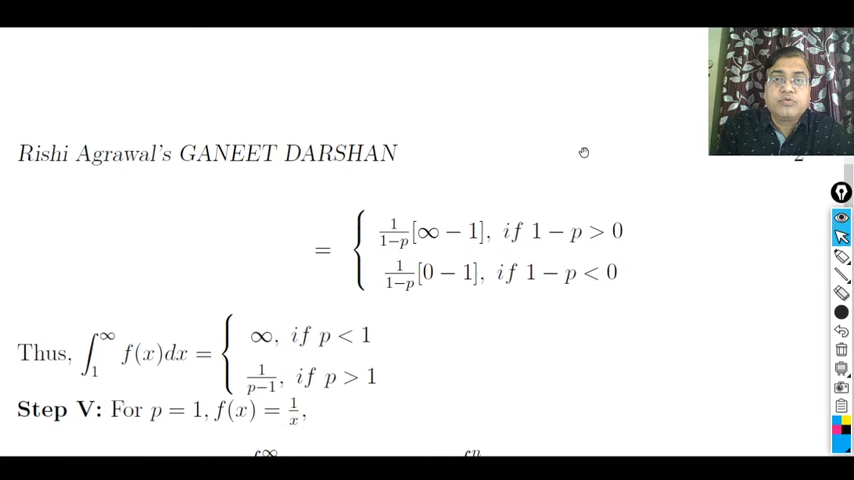 Rishi Agrawal's GANEET DARSHAN 2
= { 1/(1−p) [∞ − 1], if 1 − p > 0
1/(1−p) [0 − 1], if 1 − p < 0
Thus, ∫₁^∞ f(x)dx = { ∞, if p < 1
1/(p−1), if p > 1
Step V: For p = 1, f(x) = 1/x,